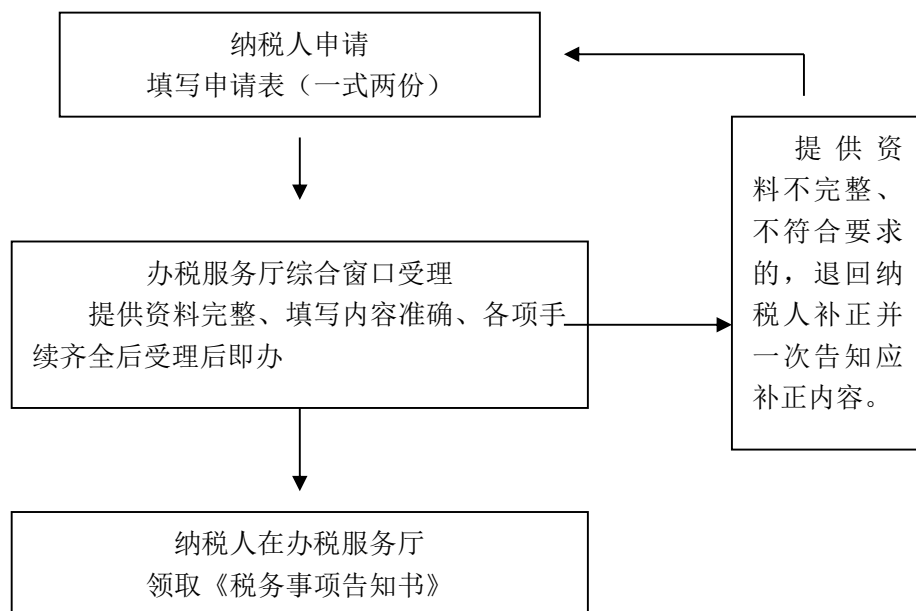 纳税人申请
填写申请表（一式两份）
办税服务厅综合窗口受理
提供资料完整、填写内容准确、各项手
续齐全后受理后即办
提供资
料不完整、
不符合要求
的，退回纳
税人补正并
一次告知应
补正内容。
纳税人在办税服务厅
领取《税务事项告知书》